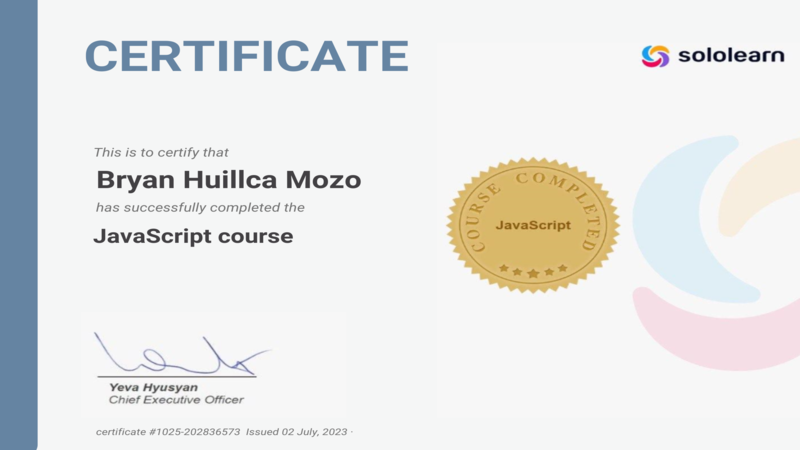 CERTIFICATE
sololearn
This is to certify that
Bryan Huillca Mozo
has successfully completed the
JavaScript course
COURSE COMPLETED
JavaScript
Yeva Hyusyan
Chief Executive Officer
certificate #1025-202836573 Issued 02 July, 2023 ·